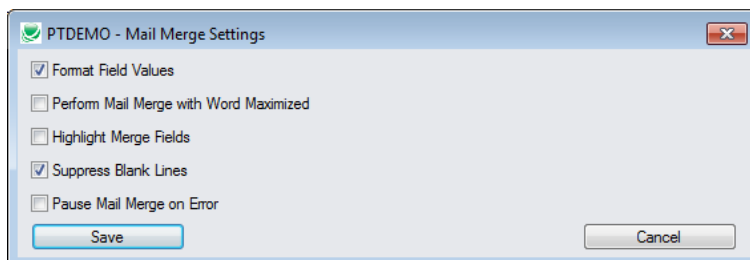 PTDEMO - Mail Merge Settings
Format Field Values
Perform Mail Merge with Word Maximized
Highlight Merge Fields
Suppress Blank Lines
Pause Mail Merge on Error
Save Cancel